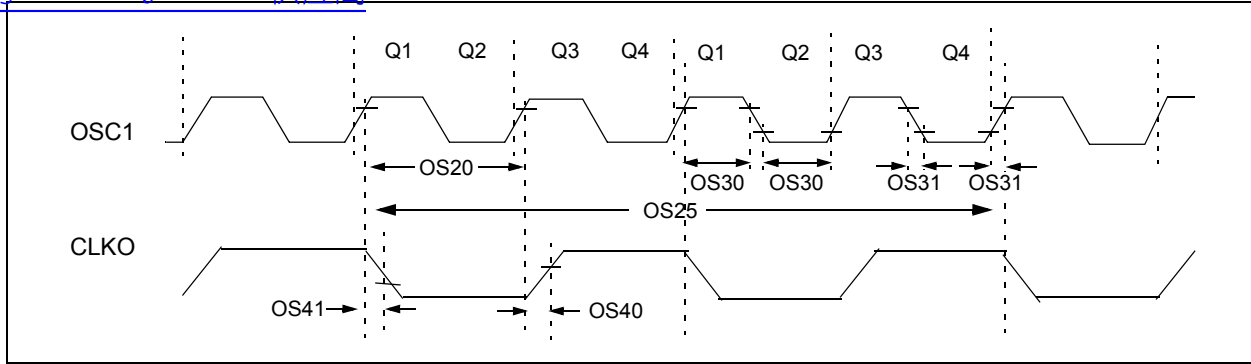 Q1 Q2 Q3 Q4 Q1 Q2 Q3 Q4
OSC1
OS20
OS30 OS30 OS31 OS31
OS25
CLKO
OS41 OS40